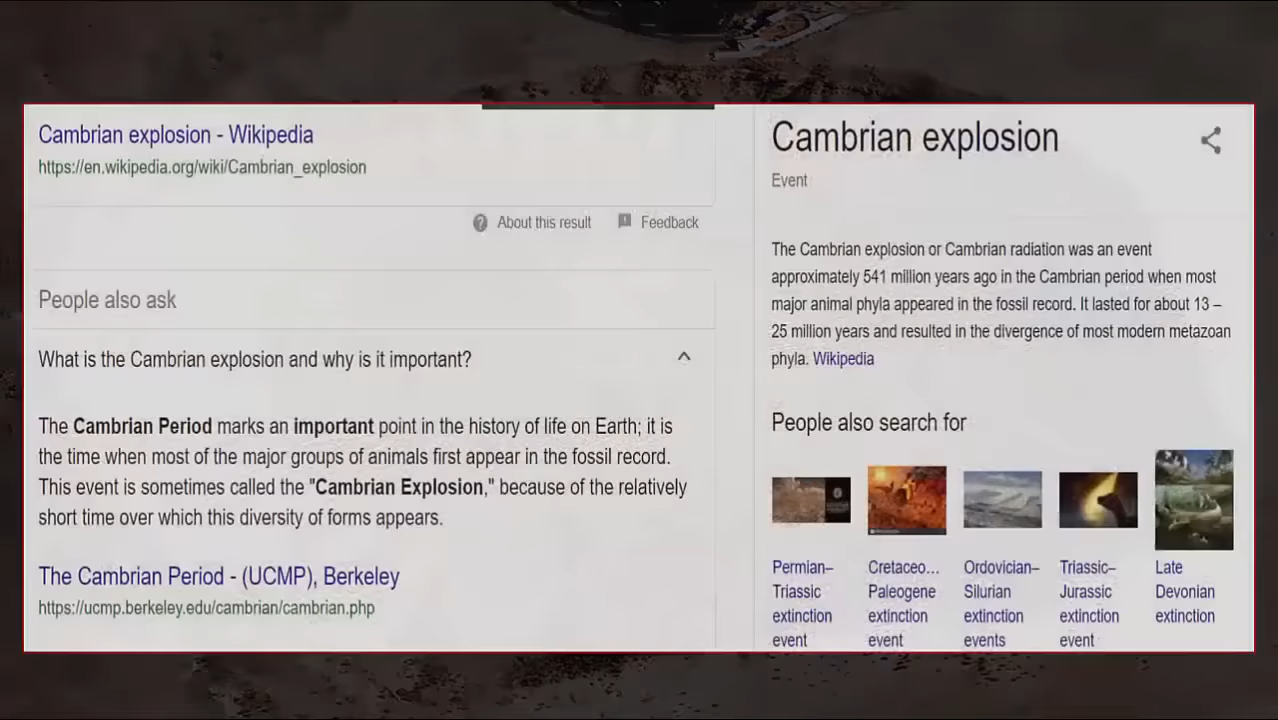 Cambrian explosion - Wikipedia
https://en.wikipedia.org/wiki/Cambrian_explosion
About this result
Feedback
People also ask
What is the Cambrian explosion and why is it important?
The Cambrian Period marks an important point in the history of life on Earth; it is
the time when most of the major groups of animals first appear in the fossil record.
This event is sometimes called the "Cambrian Explosion," because of the relatively
short time over which this diversity of forms appears.
The Cambrian Period - (UCMP), Berkeley
https://ucmp.berkeley.edu/cambrian/cambrian.php
Cambrian explosion
Event
The Cambrian explosion or Cambrian radiation was an event
approximately 541 million years ago in the Cambrian period when most
major animal phyla appeared in the fossil record. It lasted for about 13 –
25 million years and resulted in the divergence of most modern metazoan
phyla. Wikipedia
People also search for
Permian–
Triassic
extinction
event
Cretaceo...
Paleogene
extinction
event
Ordovician–
Silurian
extinction
events
Triassic–
Jurassic
extinction
event
Late
Devonian
extinction